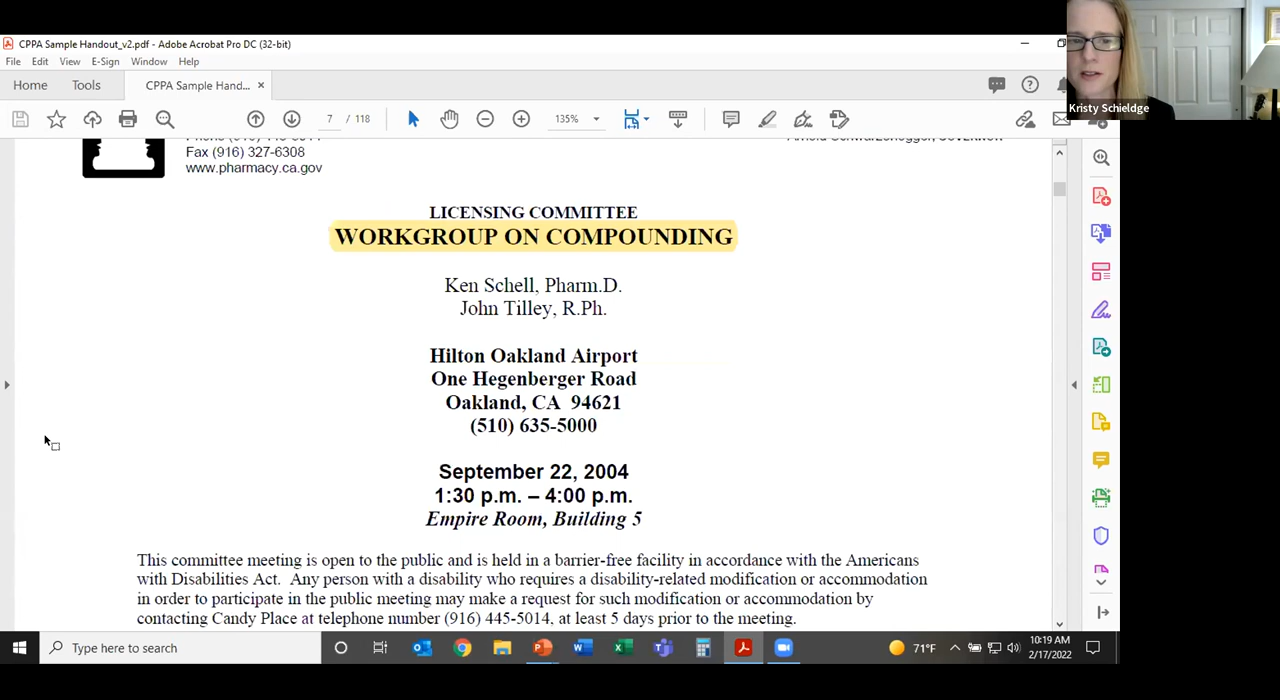 CPPA Sample Handout_v2.pdf - Adobe Acrobat Pro DC (32-bit)
File Edit View E-Sign Window Help
Home Tools CPPA Sample Hand... ×
7 / 118 135%
Kristy Schieldge
Fax (916) 327-6308
www.pharmacy.ca.gov
LICENSING COMMITTEE
WORKGROUP ON COMPOUNDING
Ken Schell, Pharm.D.
John Tilley, R.Ph.
Hilton Oakland Airport
One Hegenberger Road
Oakland, CA 94621
(510) 635-5000
September 22, 2004
1:30 p.m. – 4:00 p.m.
Empire Room, Building 5
This committee meeting is open to the public and is held in a barrier-free facility in accordance with the Americans
with Disabilities Act. Any person with a disability who requires a disability-related modification or accommodation
in order to participate in the public meeting may make a request for such modification or accommodation by
contacting Candy Place at telephone number (916) 445-5014, at least 5 days prior to the meeting.
Type here to search
71°F
10:19 AM
2/17/2022